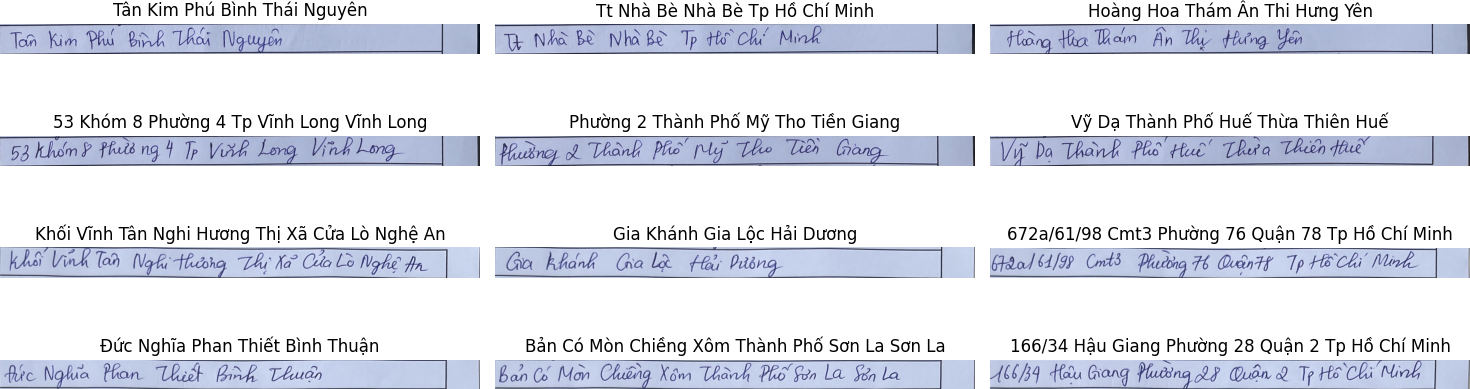 Tân Kim Phú Bình Thái Nguyên
Tt Nhà Bè Nhà Bè Tp Hồ Chí Minh
Hoàng Hoa Thám Ân Thi Hưng Yên
Tân Kim Phú Bình Thái Nguyên
Tt Nhà Bè Nhà Bè Tp Hồ Chí Minh
Hoàng Hoa Thám Ân Thi Hưng Yên
53 Khóm 8 Phường 4 Tp Vĩnh Long Vĩnh Long
Phường 2 Thành Phố Mỹ Tho Tiền Giang
Vỹ Dạ Thành Phố Huế Thừa Thiên Huế
53 Khóm 8 Phường 4 Tp Vĩnh Long Vĩnh Long
Phường 2 Thành Phố Mỹ Tho Tiền Giang
Vỹ Dạ Thành Phố Huế Thừa Thiên Huế
Khối Vĩnh Tân Nghi Hương Thị Xã Cửa Lò Nghệ An
Gia Khánh Gia Lộc Hải Dương
672a/61/98 Cmt3 Phường 76 Quận 78 Tp Hồ Chí Minh
Khối Vĩnh Tân Nghi Hương Thị Xã Cửa Lò Nghệ An
Gia Khánh Gia Lộc Hải Dương
672a/61/98 Cmt3 Phường 76 Quận 78 Tp Hồ Chí Minh
Đức Nghĩa Phan Thiết Bình Thuận
Bản Có Mòn Chiềng Xôm Thành Phố Sơn La Sơn La
166/34 Hậu Giang Phường 28 Quận 2 Tp Hồ Chí Minh
Đức Nghĩa Phan Thiết Bình Thuận
Bản Có Mòn Chiềng Xôm Thành Phố Sơn La Sơn La
166/34 Hậu Giang Phường 28 Quận 2 Tp Hồ Chí Minh